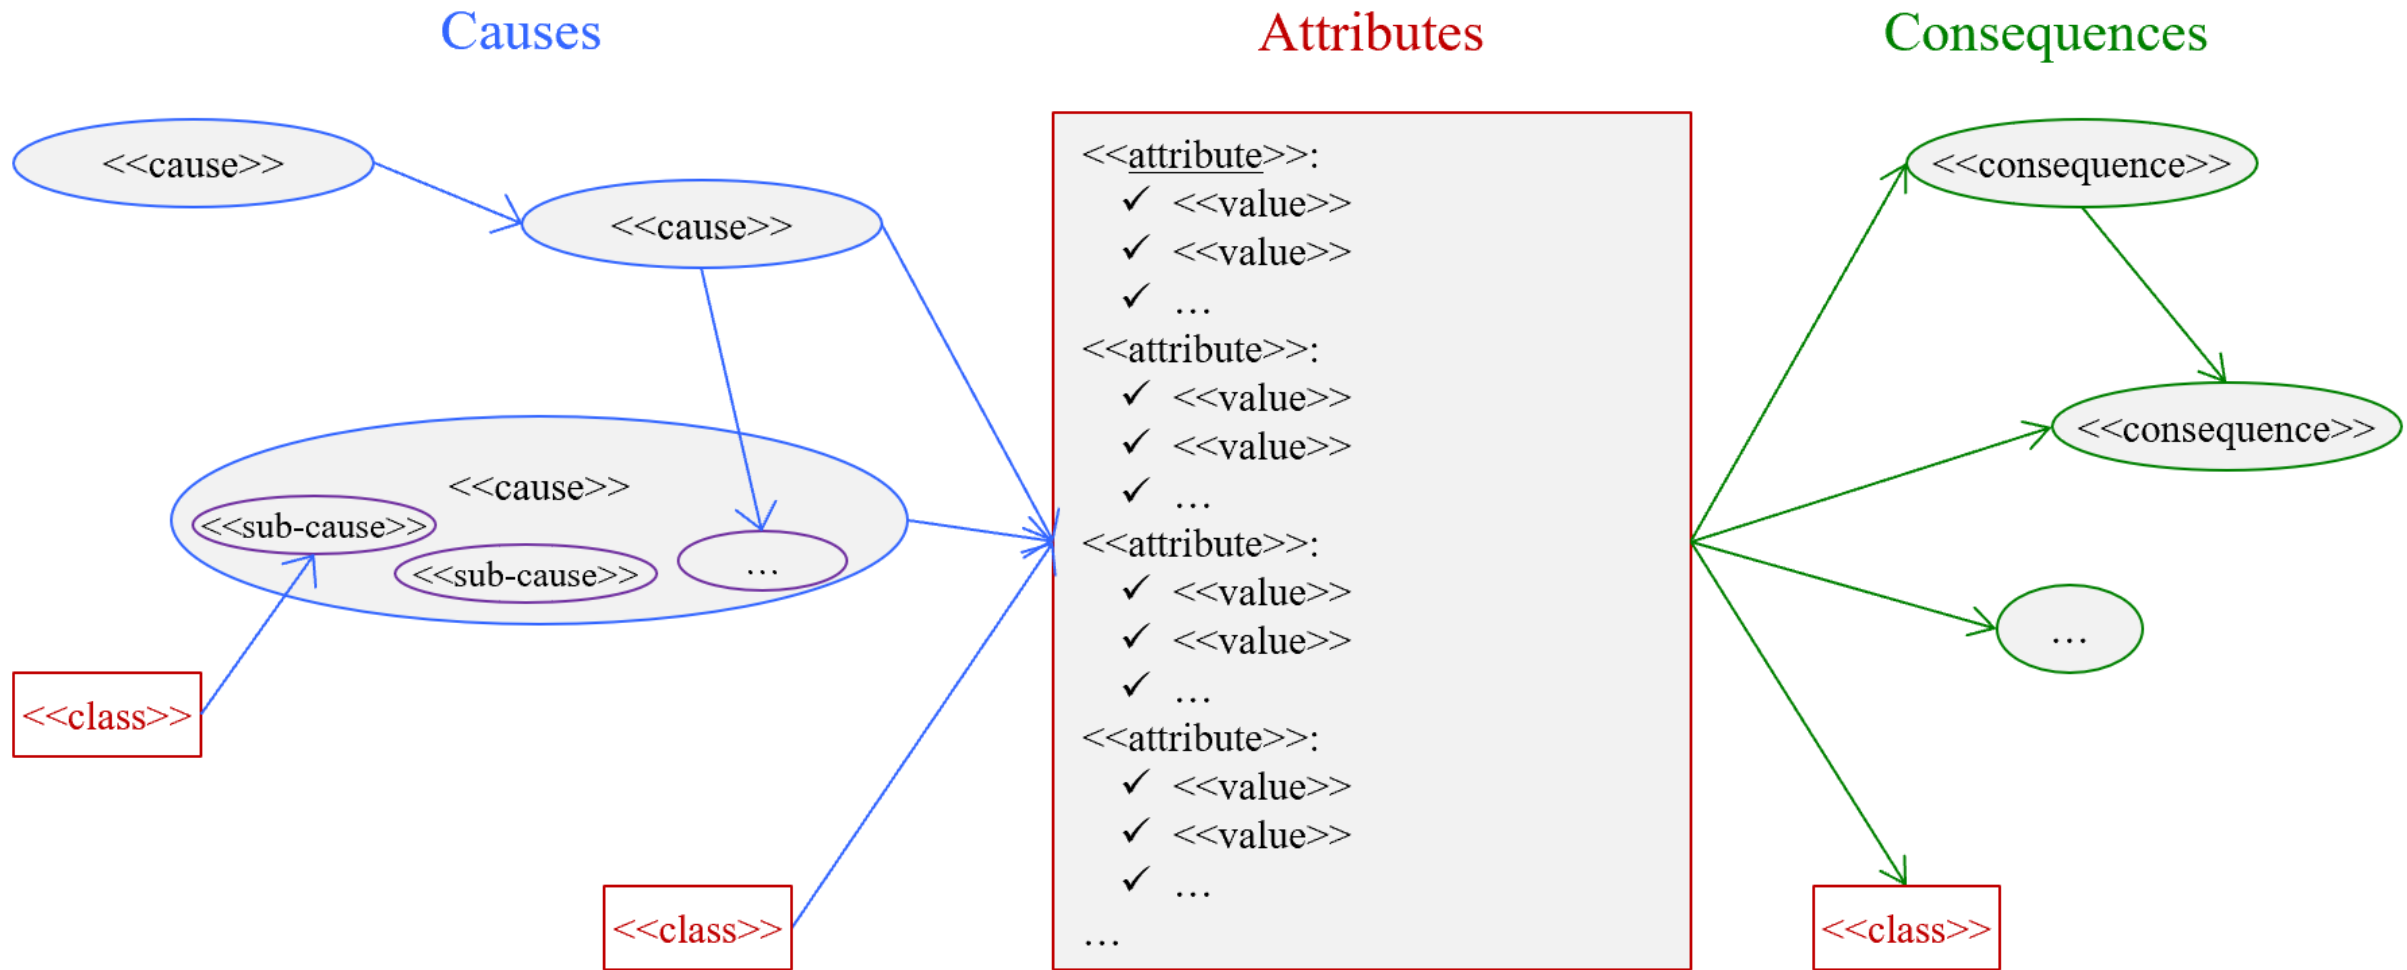 Causes
Attributes
Consequences
<<cause>>
<<cause>>
<<cause>>
<<sub-cause>>
<<sub-cause>>
…
<<class>>
<<class>>
<<attribute>>:
✓ <<value>>
✓ <<value>>
✓ …
<<attribute>>:
✓ <<value>>
✓ <<value>>
✓ …
<<attribute>>:
✓ <<value>>
✓ <<value>>
✓ …
<<attribute>>:
✓ <<value>>
✓ <<value>>
✓ …
…
<<consequence>>
<<consequence>>
…
<<class>>